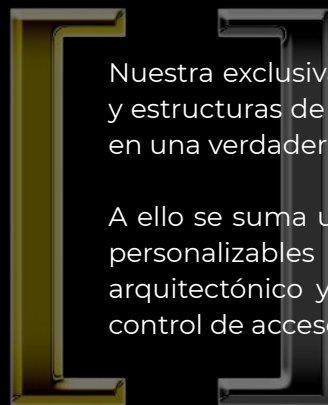 Nuestra exclusiv
y estructuras de
en una verdader
A ello se suma u
personalizables
arquitectónico y
control de acces